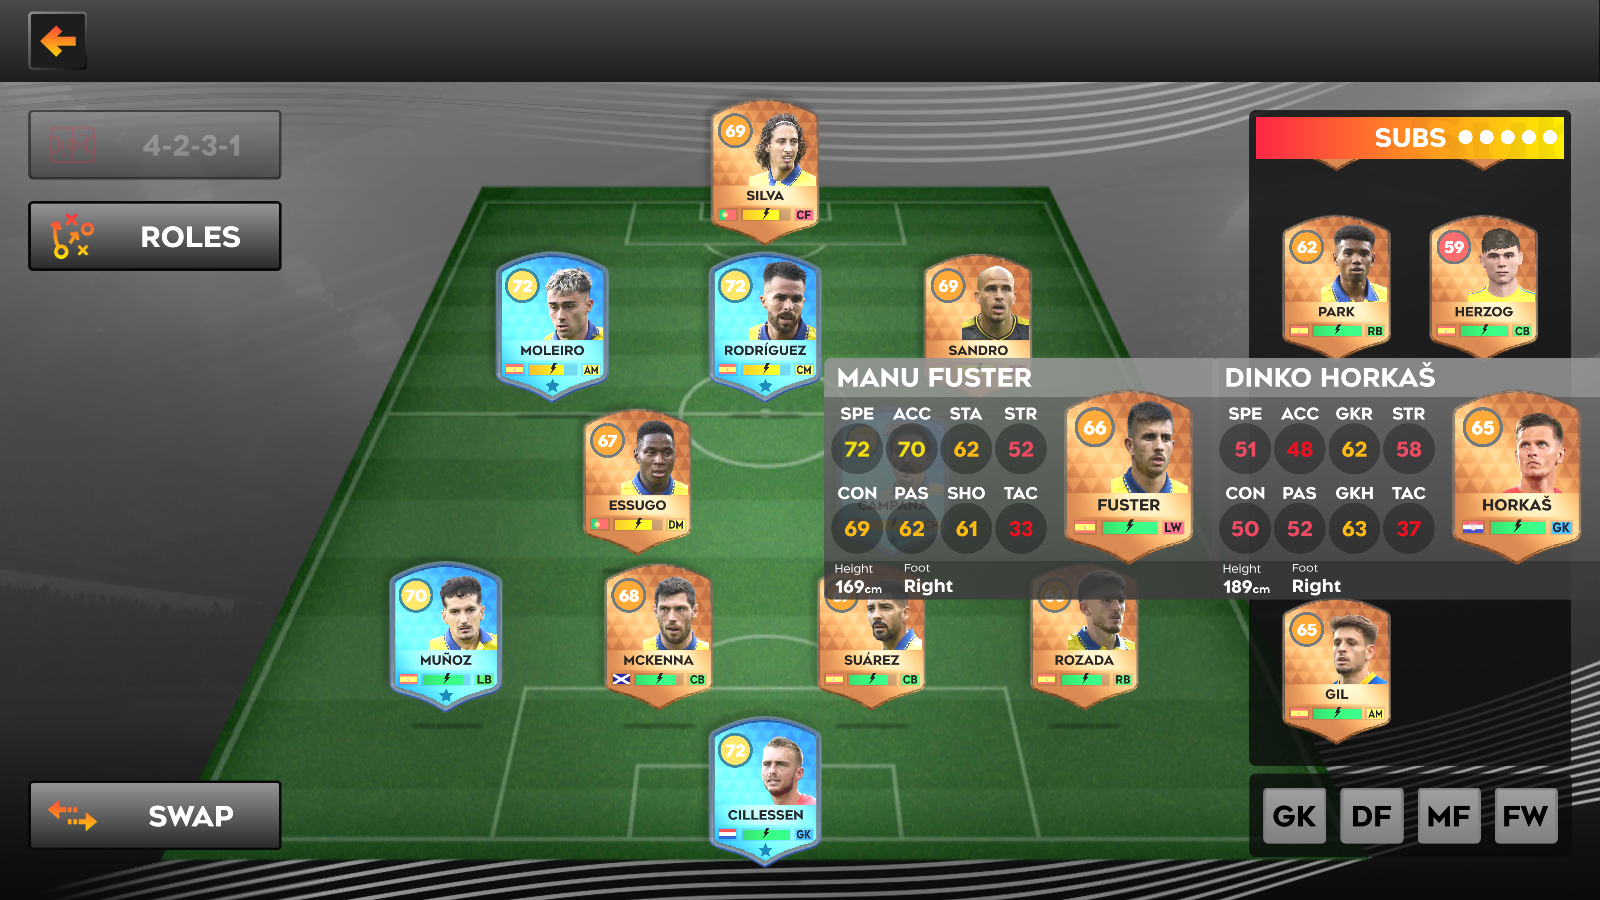 4-2-3-1
ROLES
69
SILVA
CF
SUBS
72
MOLEIRO
AM
72
RODRÍGUEZ
CM
69
SANDRO
62
PARK
RB
59
HERZOG
CB
MANU FUSTER
SPE ACC STA STR
72 70 62 52
CON PAS SHO TAC
69 62 61 33
Height Foot
169cm Right
66
FUSTER
LW
DINKO HORKAŠ
SPE ACC GKR STR
51 48 62 58
CON PAS GKH TAC
50 52 63 37
Height Foot
189cm Right
65
HORKAŠ
GK
67
ESSUGO
DM
CAMPAÑA
70
MUÑOZ
LB
68
MCKENNA
CB
SUÁREZ
CB
ROZADA
RB
65
GIL
AM
72
CILLESSEN
GK
SWAP
GK DF MF FW